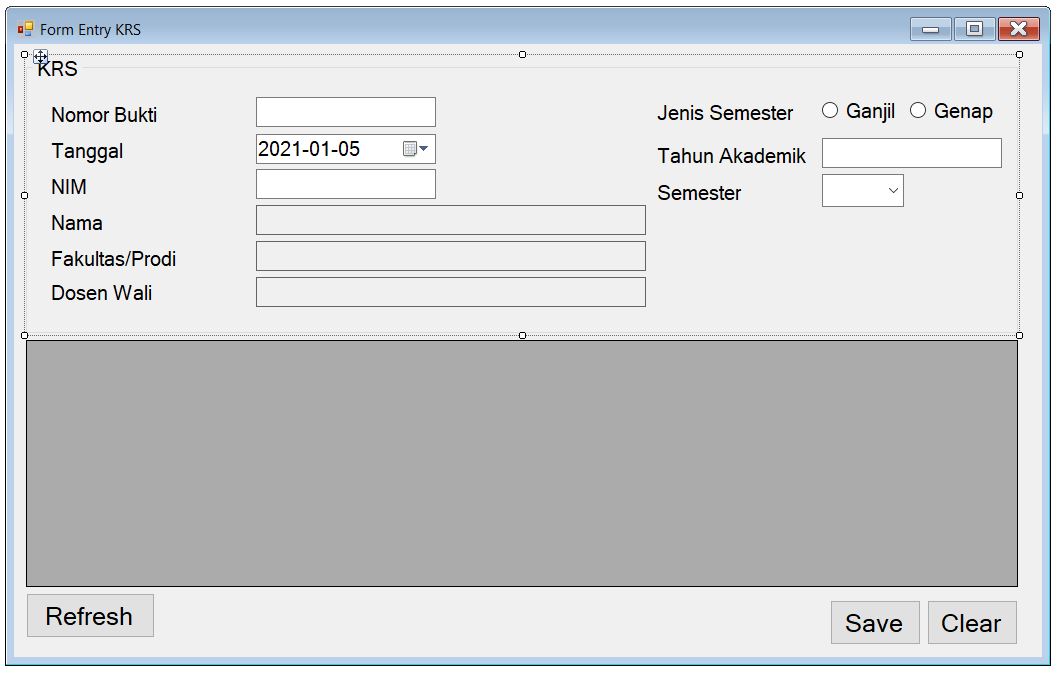 Form Entry KRS
KRS
Nomor Bukti
Tanggal 2021-01-05
NIM
Nama
Fakultas/Prodi
Dosen Wali
Jenis Semester Ganjil Genap
Tahun Akademik
Semester
Refresh
Save Clear